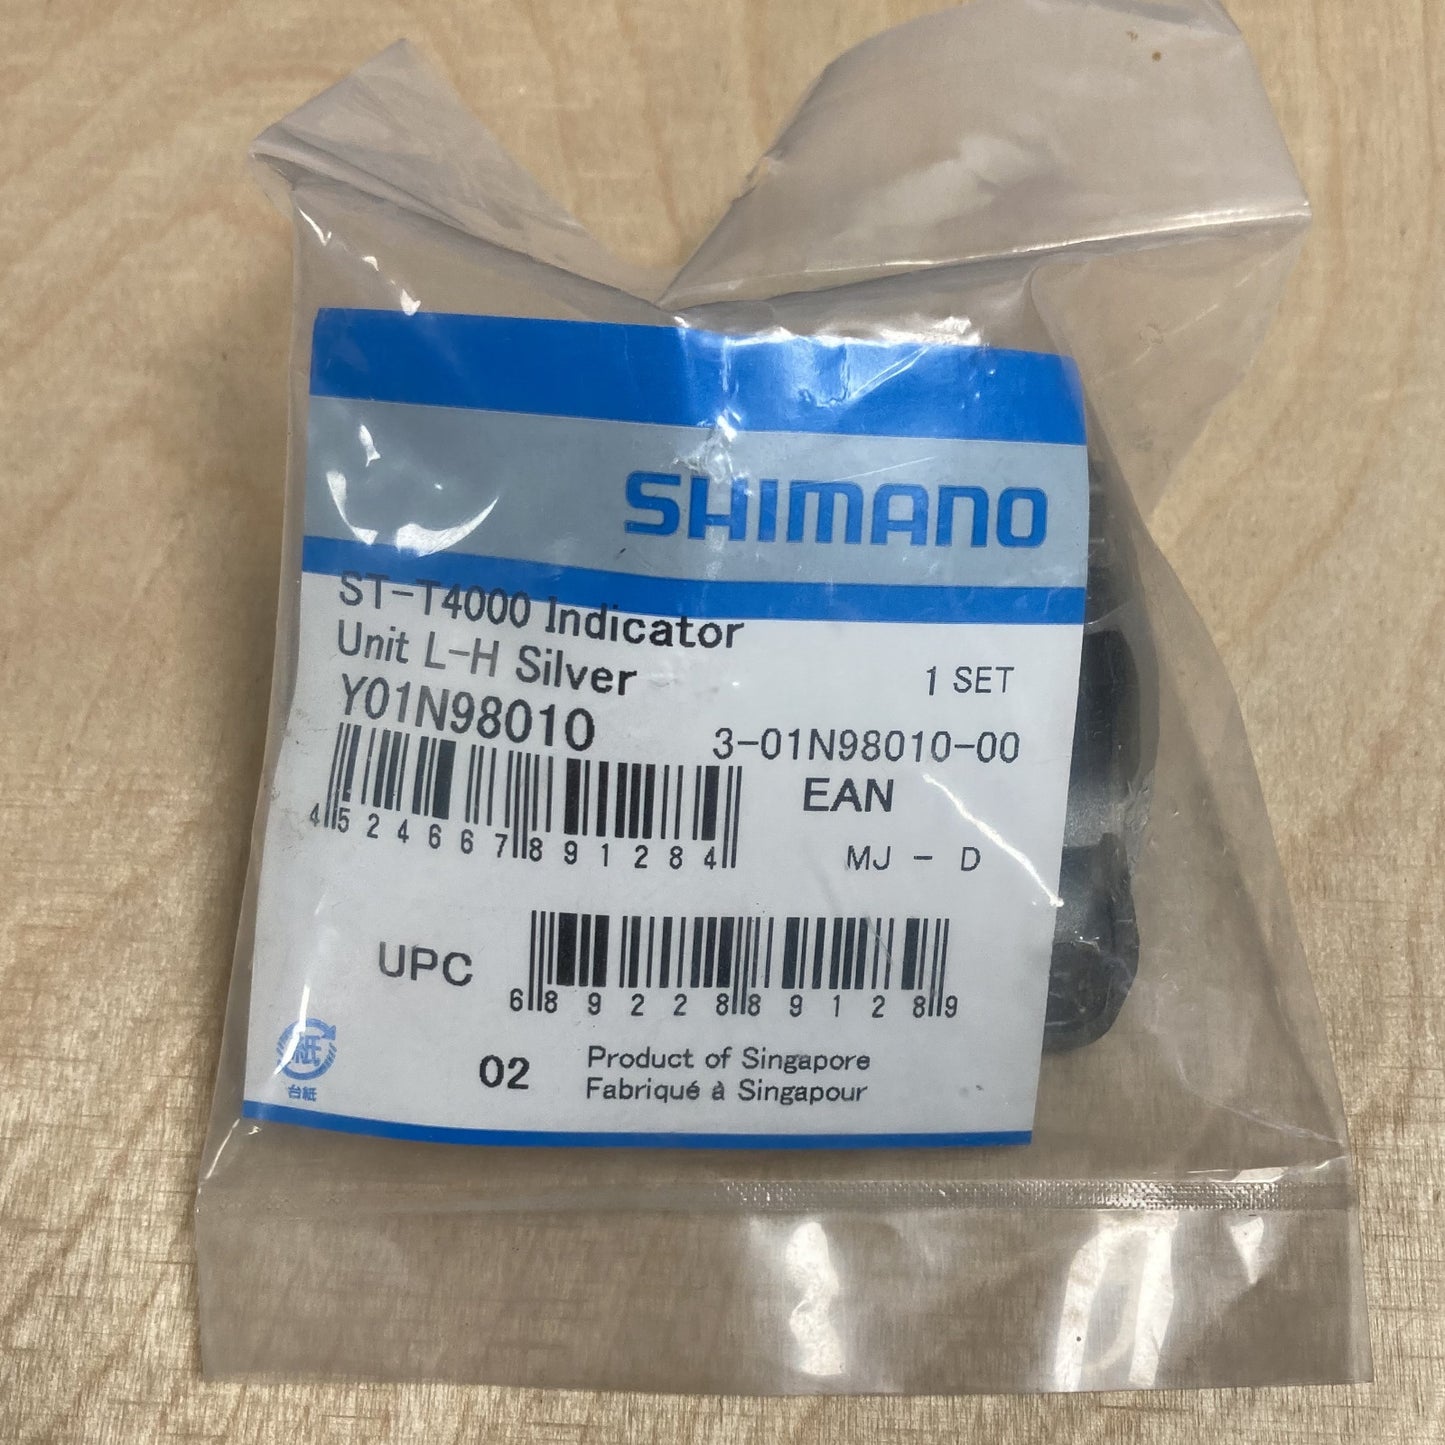 SHIMANO
ST-T4000 Indicator
Unit L-H Silver
1 SET
Y01N98010
3-01N98010-00
EAN
4 524667 891284
MJ - D
UPC
6 89228 89128 9
紙
台紙
02
Product of Singapore
Fabriqué à Singapour